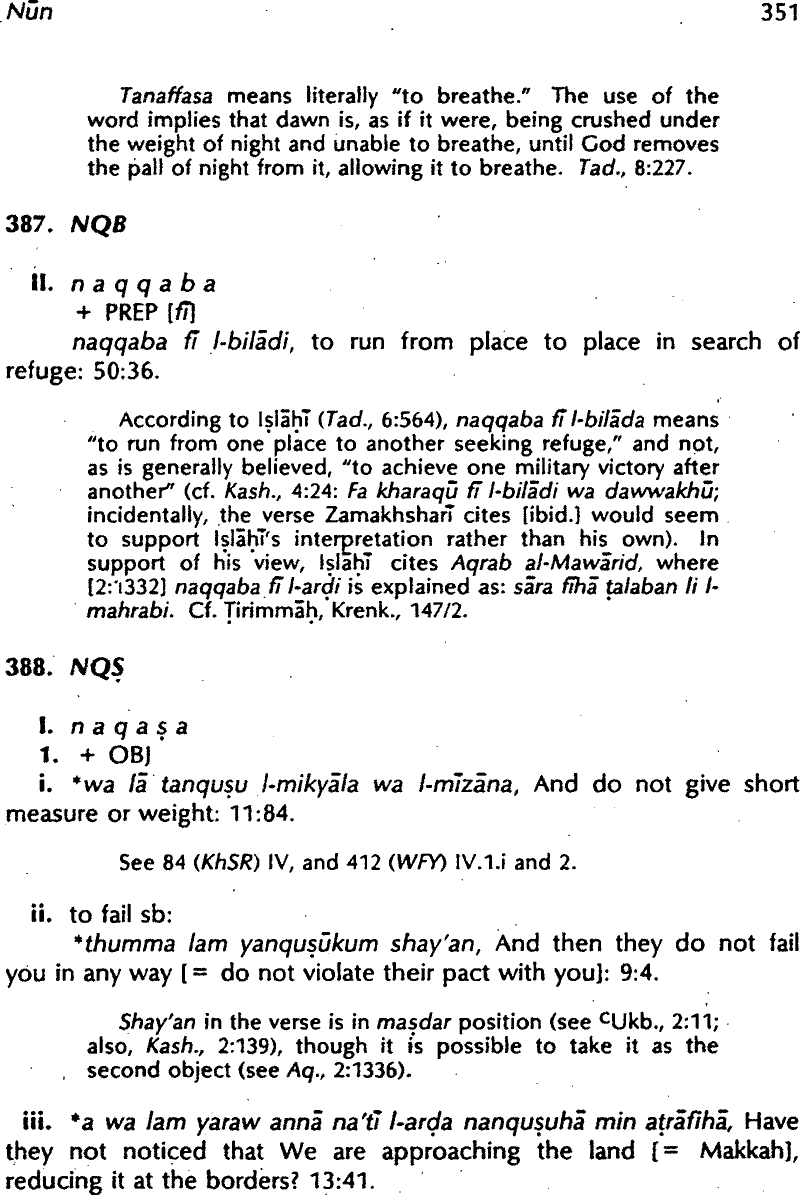 Nūn 351
Tanaffasa means literally "to breathe." The use of the
word implies that dawn is, as if it were, being crushed under
the weight of night and unable to breathe, until God removes
the pall of night from it, allowing it to breathe. Tad., 8:227.
387. NQB
II. n a q q a b a
+ PREP [fī]
naqqaba fī l-bilādi, to run from place to place in search of
refuge: 50:36.
According to Iṣlāḥī (Tad., 6:564), naqqaba fī l-bilāda means
"to run from one place to another seeking refuge," and not,
as is generally believed, "to achieve one military victory after
another" (cf. Kash., 4:24: Fa kharaqū fī l-bilādi wa dawwakhū;
incidentally, the verse Zamakhsharī cites [ibid.] would seem
to support Iṣlāḥī's interpretation rather than his own). In
support of his view, Iṣlāḥī cites Aqrab al-Mawārid, where
[2:1332] naqqaba fī l-arḍi is explained as: sāra fīhā ṭalaban li l-
mahrabi. Cf. Ṭirimmāḥ, Krenk., 147/2.
388. NQṢ
I. n a q a ṣ a
1. + OBJ
i. *wa lā tanquṣu l-mikyāla wa l-mīzāna, And do not give short
measure or weight: 11:84.
See 84 (KhSR) IV, and 412 (WFY) IV.1.i and 2.
ii. to fail sb:
*thumma lam yanquṣūkum shay'an, And then they do not fail
you in any way [= do not violate their pact with you]: 9:4.
Shay'an in the verse is in maṣdar position (see ᶜUkb., 2:11;
also, Kash., 2:139), though it is possible to take it as the
second object (see Aq., 2:1336).
iii. *a wa lam yaraw annā na'tī l-arḍa nanquṣuhā min aṭrāfihā, Have
they not noticed that We are approaching the land [= Makkah],
reducing it at the borders? 13:41.